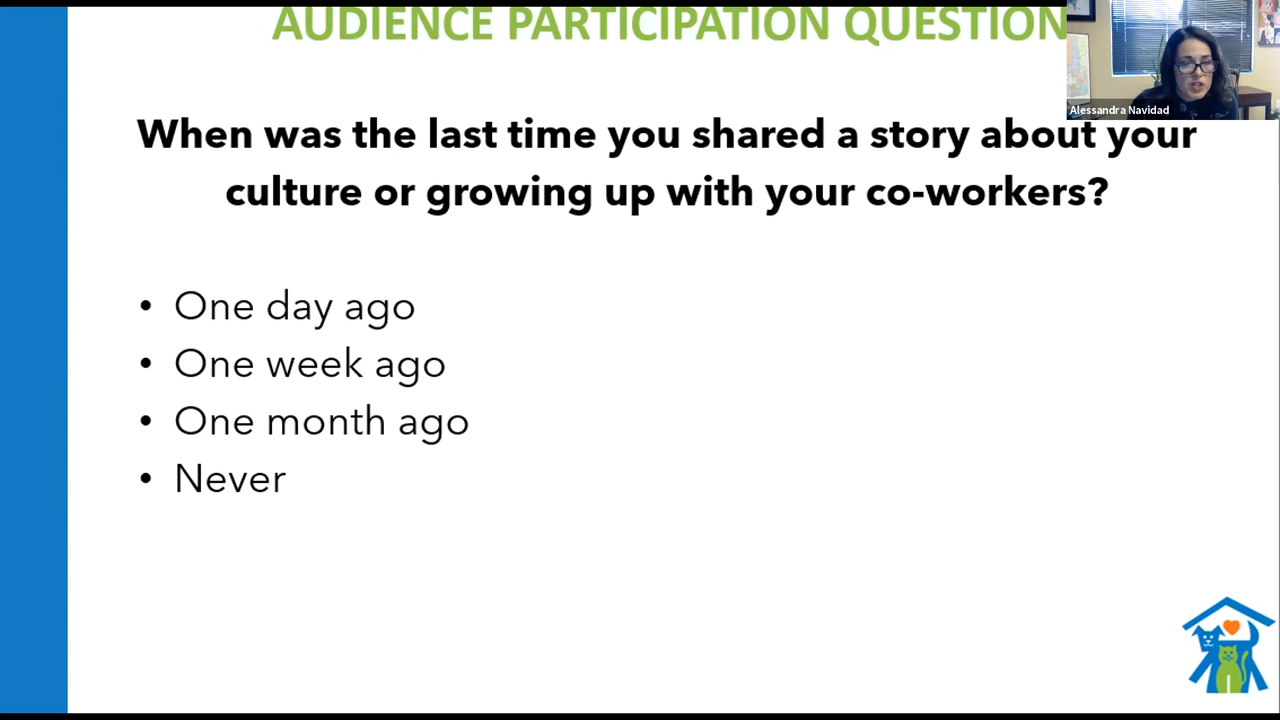 AUDIENCE PARTICIPATION QUESTION
Alessandra Navidad
When was the last time you shared a story about your
culture or growing up with your co-workers?
• One day ago
• One week ago
• One month ago
• Never